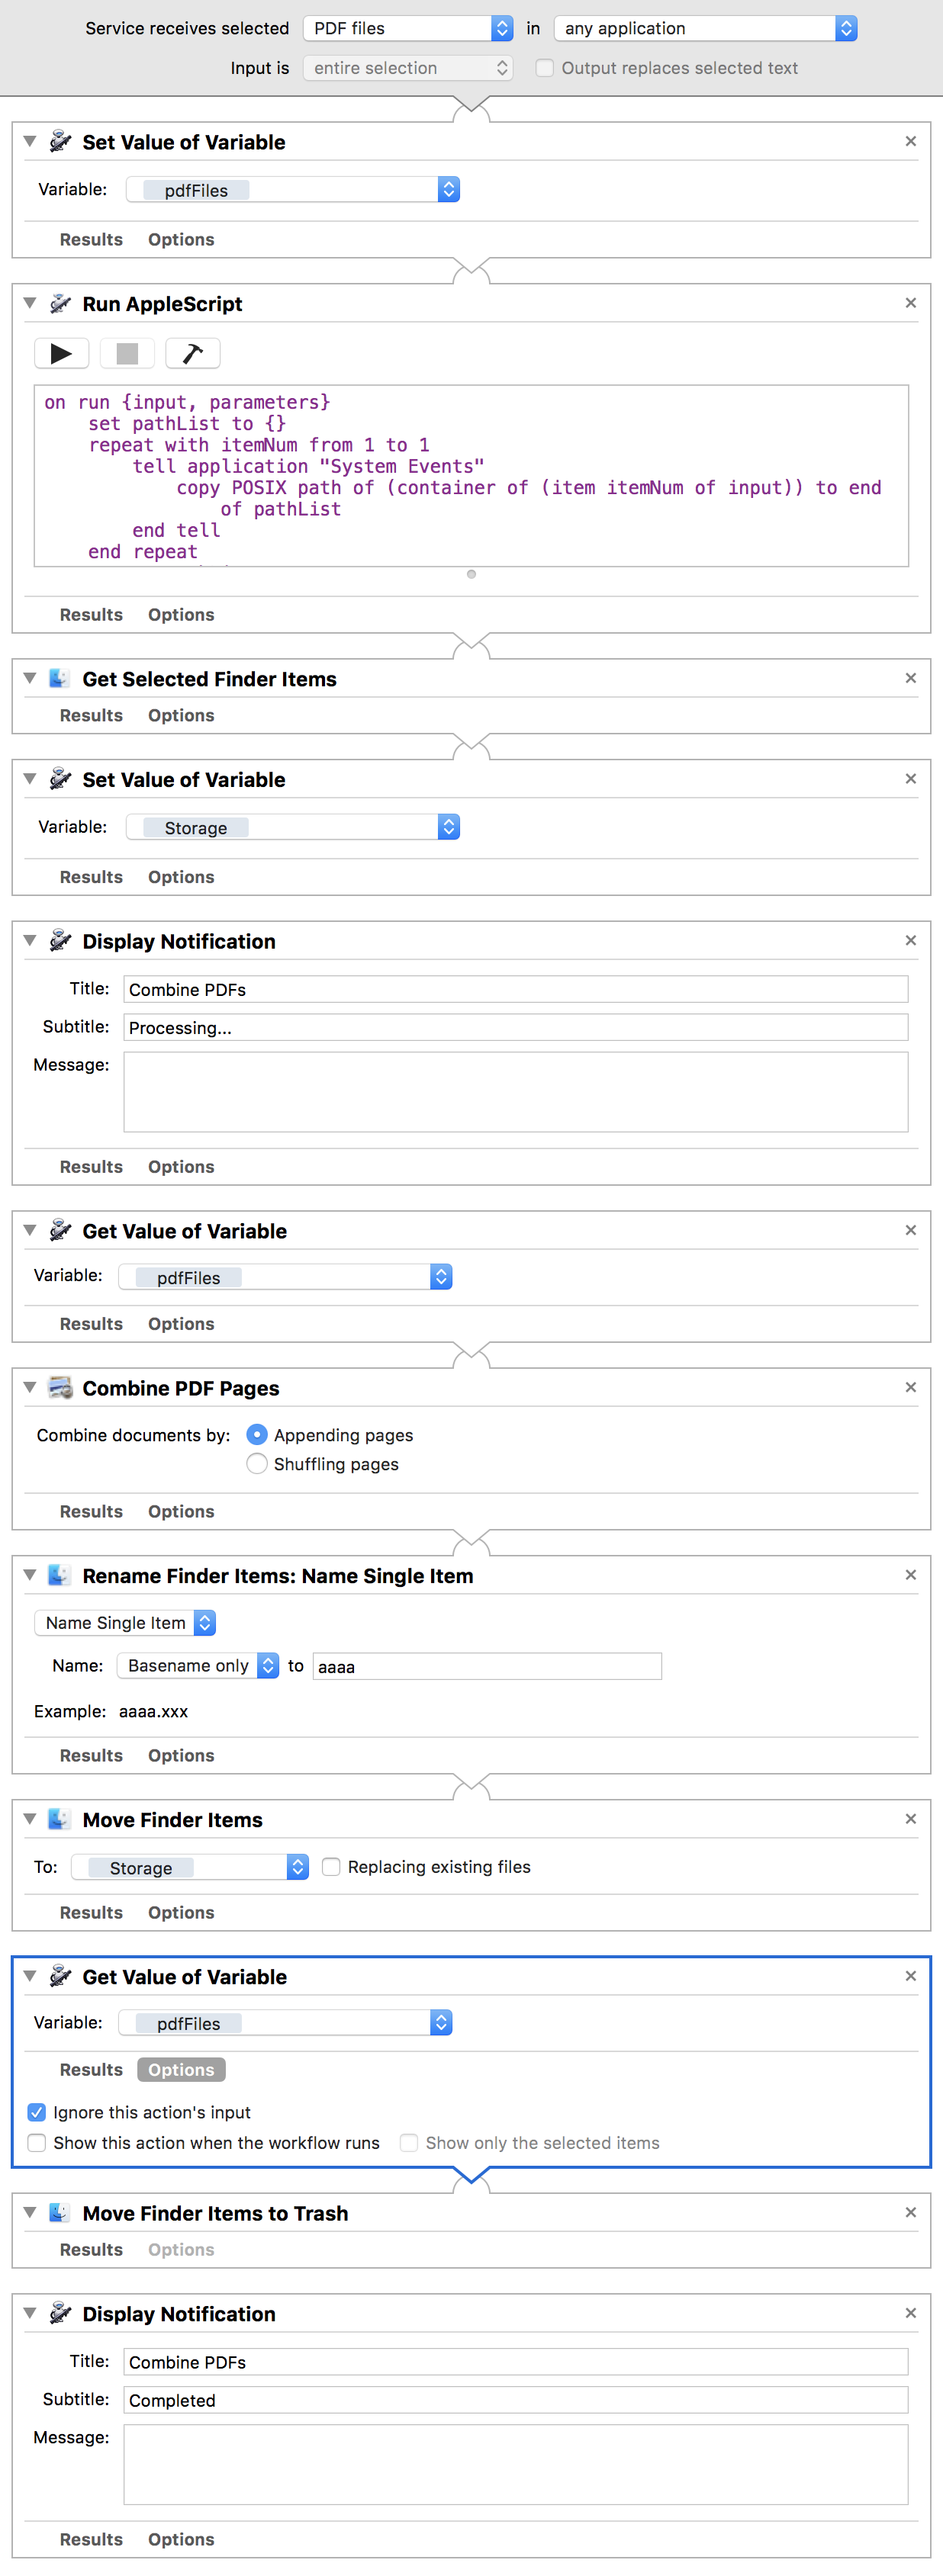 Service receives selected PDF files in any application
Input is entire selection Output replaces selected text
Set Value of Variable
Variable: pdfFiles
Results Options
Run AppleScript
on run {input, parameters}
set pathList to {}
repeat with itemNum from 1 to 1
tell application "System Events"
copy POSIX path of (container of (item itemNum of input)) to end
of pathList
end tell
end repeat
Results Options
Get Selected Finder Items
Results Options
Set Value of Variable
Variable: Storage
Results Options
Display Notification
Title: Combine PDFs
Subtitle: Processing...
Message:
Results Options
Get Value of Variable
Variable: pdfFiles
Results Options
Combine PDF Pages
Combine documents by: Appending pages
Shuffling pages
Results Options
Rename Finder Items: Name Single Item
Name Single Item
Name: Basename only to aaaa
Example: aaaa.xxx
Results Options
Move Finder Items
To: Storage Replacing existing files
Results Options
Get Value of Variable
Variable: pdfFiles
Results Options
Ignore this action's input
Show this action when the workflow runs Show only the selected items
Move Finder Items to Trash
Results Options
Display Notification
Title: Combine PDFs
Subtitle: Completed
Message:
Results Options